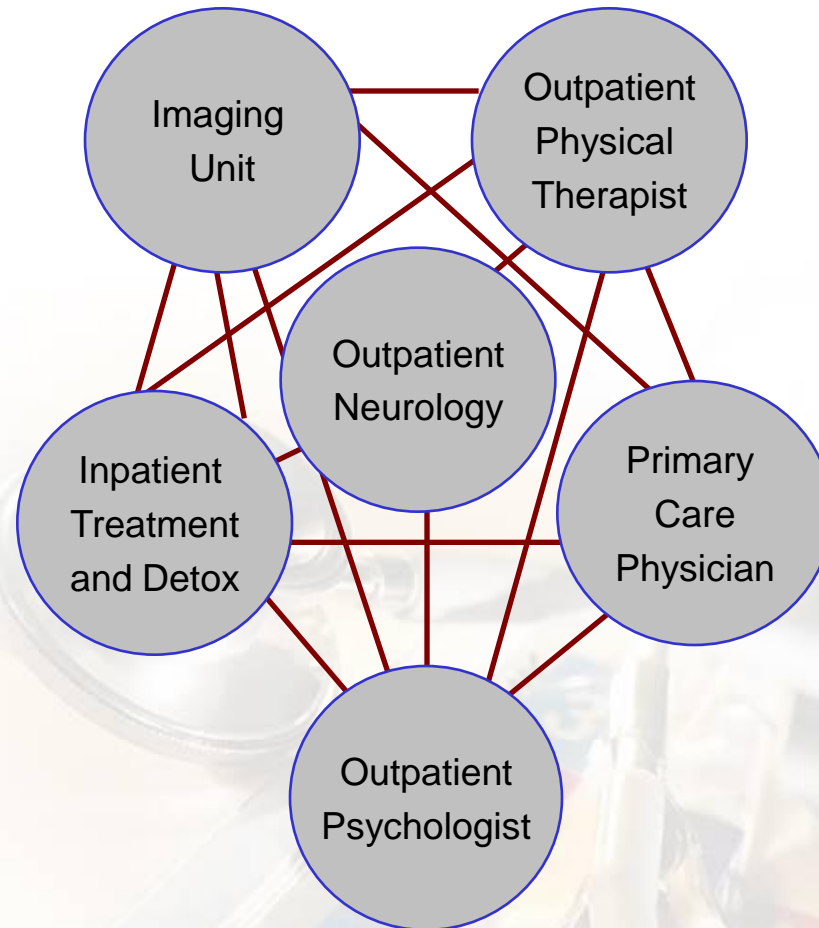 Imaging
Unit
Outpatient
Physical
Therapist
Outpatient
Neurology
Inpatient
Treatment
and Detox
Primary
Care
Physician
Outpatient
Psychologist